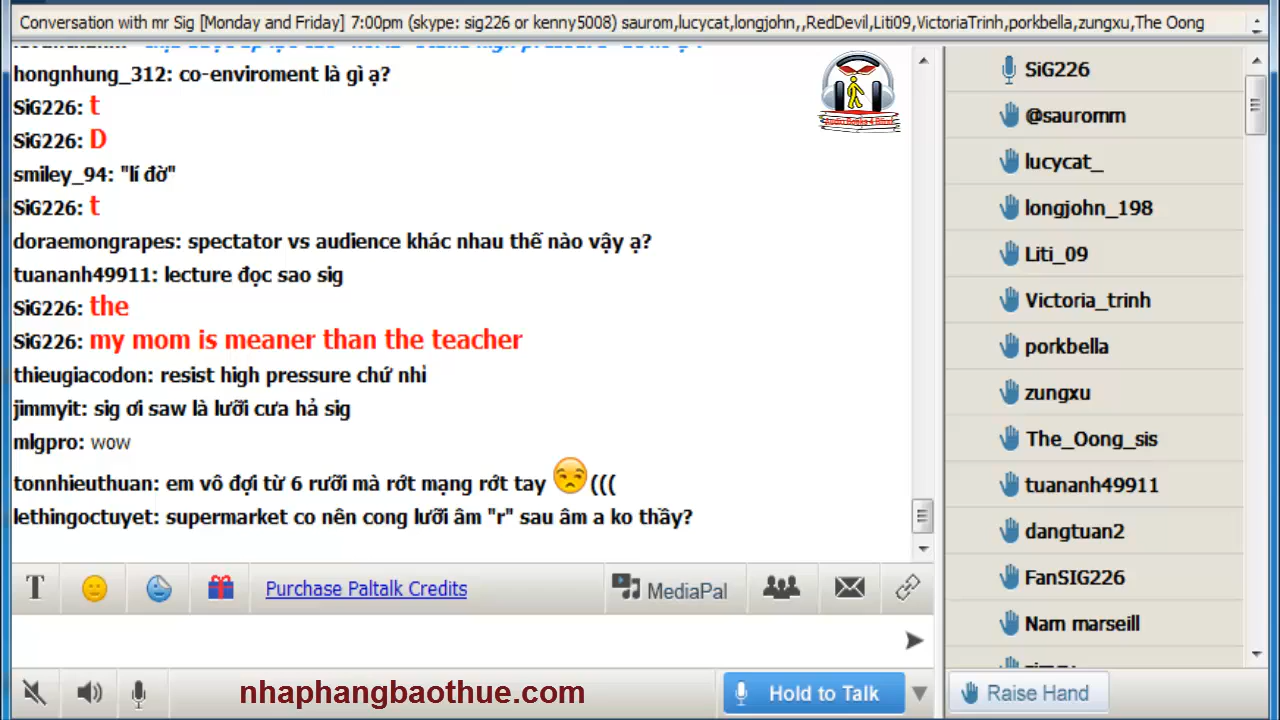 Conversation with mr Sig [Monday and Friday] 7:00pm (skype: sig226 or kenny5008) saurom,lucycat,longjohn,,RedDevil,Liti09,VictoriaTrinh,porkbella,zungxu,The Oong
hongnhung_312: co-enviroment là gì ạ?
SiG226: t
SiG226: D
smiley_94: "lí đờ"
SiG226: t
doraemongrapes: spectator vs audience khác nhau thế nào vậy ạ?
tuananh49911: lecture đọc sao sig
SiG226: the
SiG226: my mom is meaner than the teacher
thieugiacodon: resist high pressure chứ nhỉ
jimmyit: sig ơi saw là lưỡi cưa hả sig
mlgpro: wow
tonnhieuthuan: em vô đợi từ 6 rưỡi mà rớt mạng rớt tay (((
lethingoctuyet: supermarket co nên cong lưỡi âm "r" sau âm a ko thầy?
T
Purchase Paltalk Credits
MediaPal
nhaphangbaothue.com
Hold to Talk
SiG226
@sauromm
lucycat_
longjohn_198
Liti_09
Victoria_trinh
porkbella
zungxu
The_Oong_sis
tuananh49911
dangtuan2
FanSIG226
Nam marseill
Raise Hand